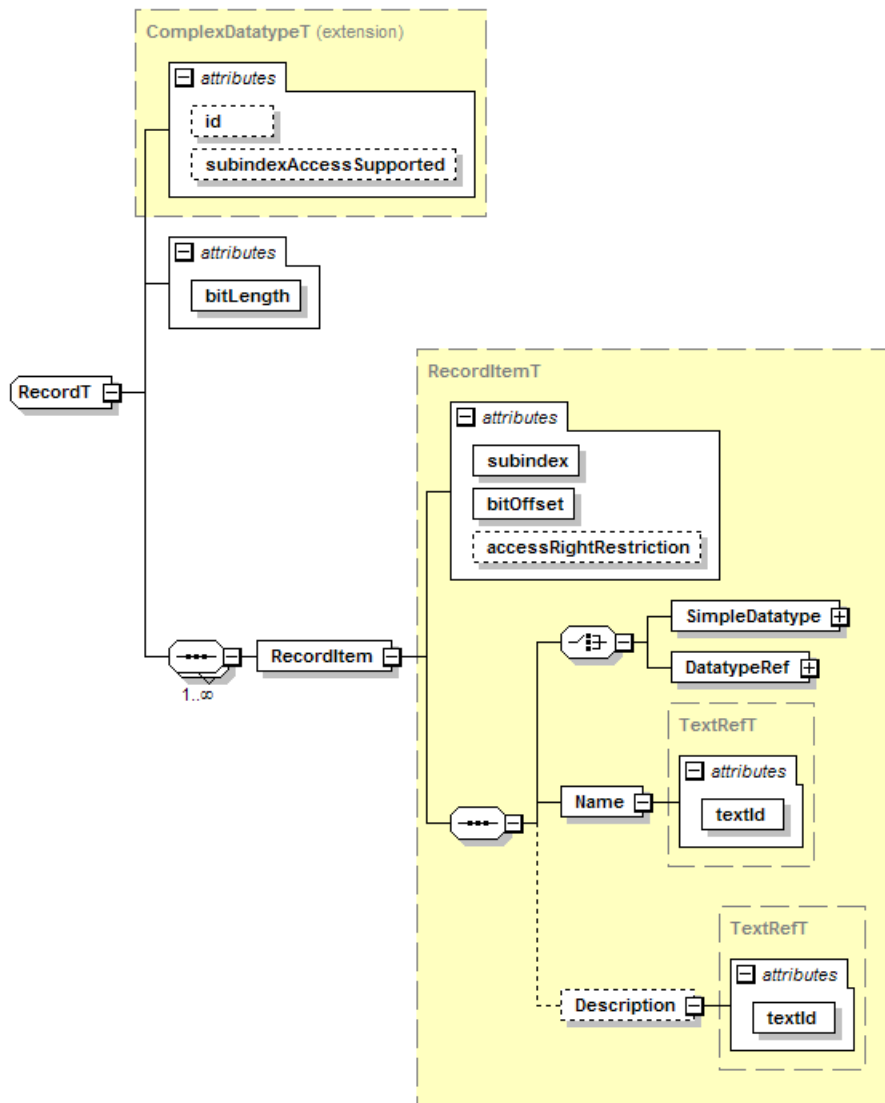 ComplexDatatypeT (extension)
attributes
id
subindexAccessSupported
attributes
bitLength
RecordT
RecordItemT
attributes
subindex
bitOffset
accessRightRestriction
SimpleDatatype
DatatypeRef
RecordItem
1..∞
TextRefT
attributes
Name
textId
TextRefT
attributes
Description
textId